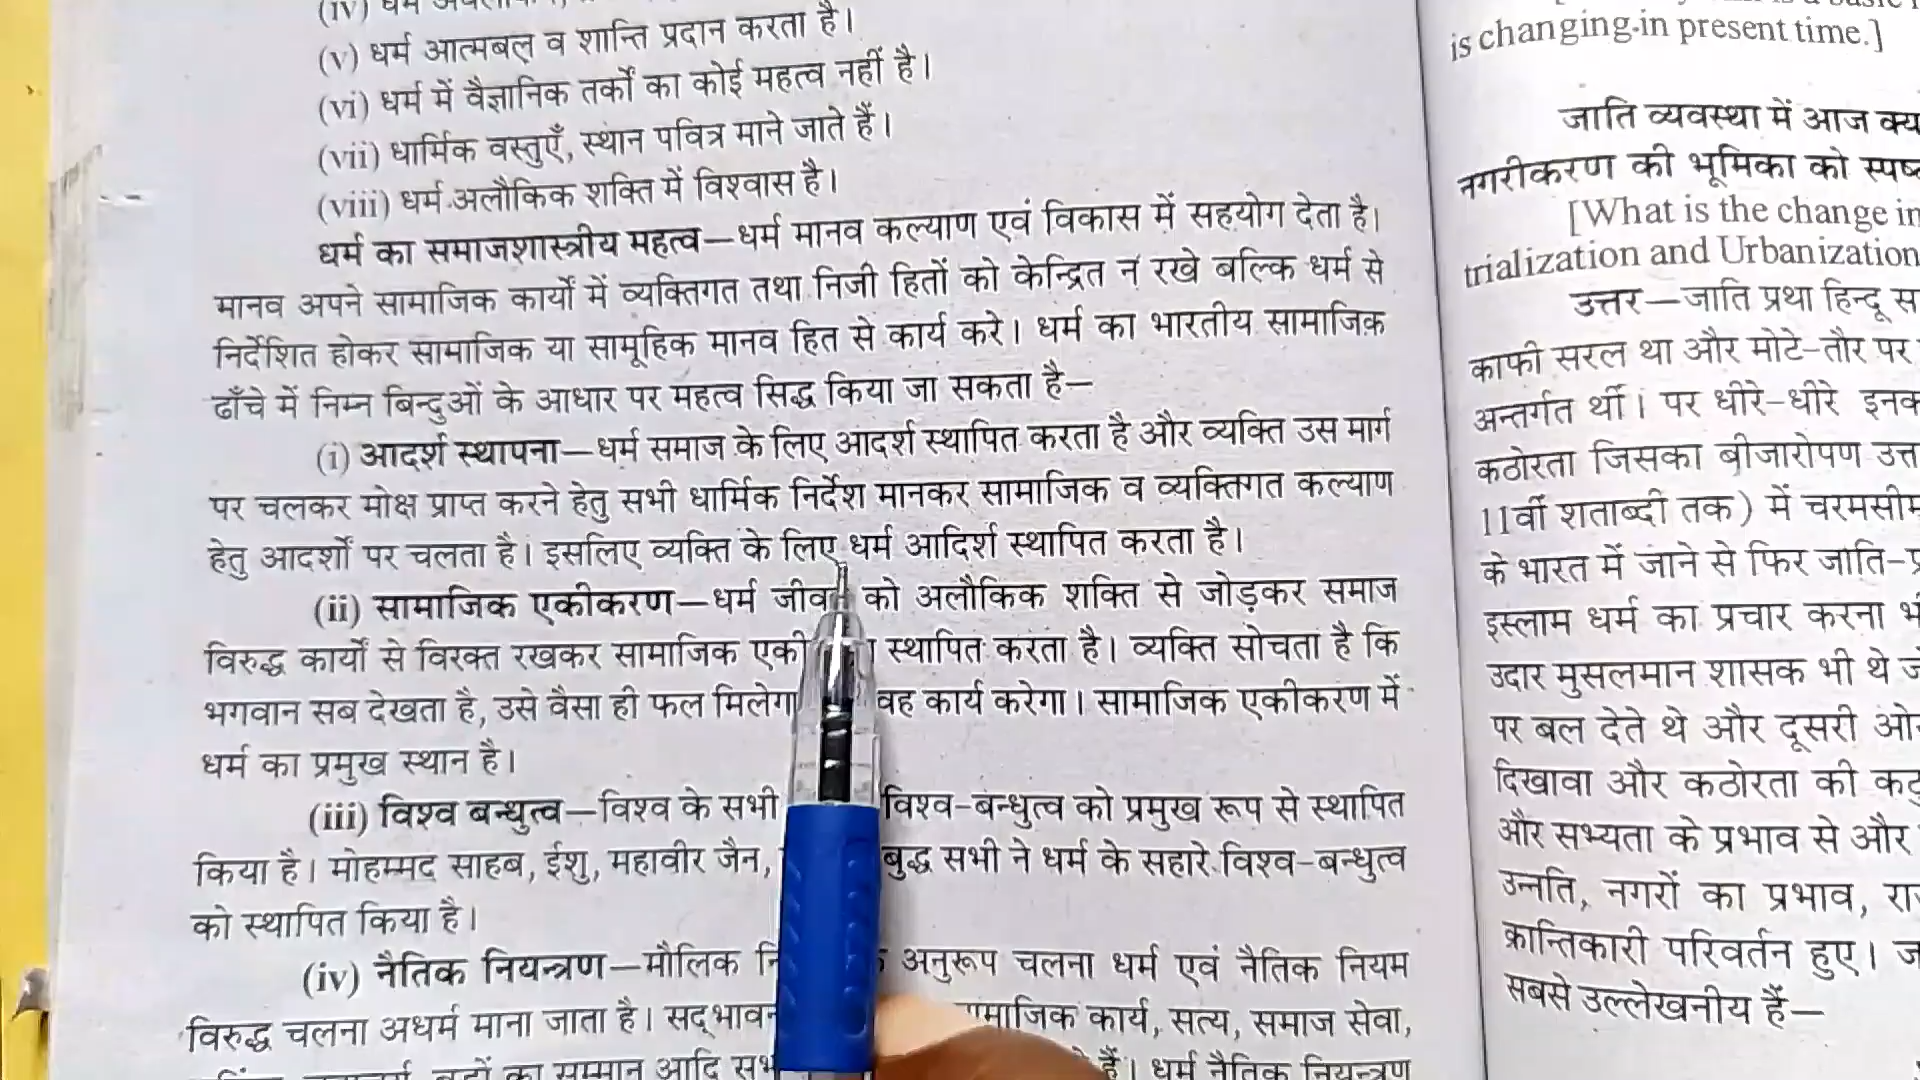 (iv) धर्म
(v) धर्म आत्मबल व शान्ति प्रदान करता है।
(vi) धर्म में वैज्ञानिक तर्कों का कोई महत्व नहीं है।
(vii) धार्मिक वस्तुएँ, स्थान पवित्र माने जाते हैं।
(viii) धर्म अलौकिक शक्ति में विश्वास है।
धर्म का समाजशास्त्रीय महत्व—धर्म मानव कल्याण एवं विकास में सहयोग देता है।
मानव अपने सामाजिक कार्यों में व्यक्तिगत तथा निजी हितों को केन्द्रित न रखे बल्कि धर्म से
निर्देशित होकर सामाजिक या सामूहिक मानव हित से कार्य करे। धर्म का भारतीय सामाजिक
ढाँचे में निम्न बिन्दुओं के आधार पर महत्व सिद्ध किया जा सकता है—
(i) आदर्श स्थापना—धर्म समाज के लिए आदर्श स्थापित करता है और व्यक्ति उस मार्ग
पर चलकर मोक्ष प्राप्त करने हेतु सभी धार्मिक निर्देश मानकर सामाजिक व व्यक्तिगत कल्याण
हेतु आदर्शों पर चलता है। इसलिए व्यक्ति के लिए धर्म आदिर्श स्थापित करता है।
(ii) सामाजिक एकीकरण—धर्म को अलौकिक शक्ति से जोड़कर समाज
विरुद्ध कार्यों से विरक्त रखकर सामाजिक स्थापित करता है। व्यक्ति सोचता है कि
भगवान सब देखता है, उसे वैसा ही फल मिलेगा वह कार्य करेगा। सामाजिक एकीकरण में
धर्म का प्रमुख स्थान है।
(iii) विश्व बन्धुत्व—विश्व के सभी विश्व-बन्धुत्व को प्रमुख रूप से स्थापित
किया है। मोहम्मद साहब, ईशु, महावीर जैन, बुद्ध सभी ने धर्म के सहारे विश्व-बन्धुत्व
को स्थापित किया है।
(iv) नैतिक नियन्त्रण—मौलिक अनुरूप चलना धर्म एवं नैतिक नियम
विरुद्ध चलना अधर्म माना जाता है। कार्य, सत्य, समाज सेवा,
का सम्मान आदि हैं। धर्म नैतिक नियन्त्रण
is changing in present time.]
जाति व्यवस्था में आज
नगरीकरण की भूमिका को
[What is the change in
trialization and Urbanization
उत्तर—जाति प्रथा हिन्दू
काफी सरल था और मोटे-तौर पर
अन्तर्गत थीं। पर धीरे-धीरे
कठोरता जिसका बीजारोपण
11वीं शताब्दी तक) में
के भारत में जाने से फिर
इस्लाम धर्म का प्रचार करना
उदार मुसलमान शासक भी थे
पर बल देते थे और दूसरी
दिखावा और कठोरता की
और सभ्यता के प्रभाव से और
उन्नति, नगरों का प्रभाव,
क्रान्तिकारी परिवर्तन हुए।
सबसे उल्लेखनीय हैं—